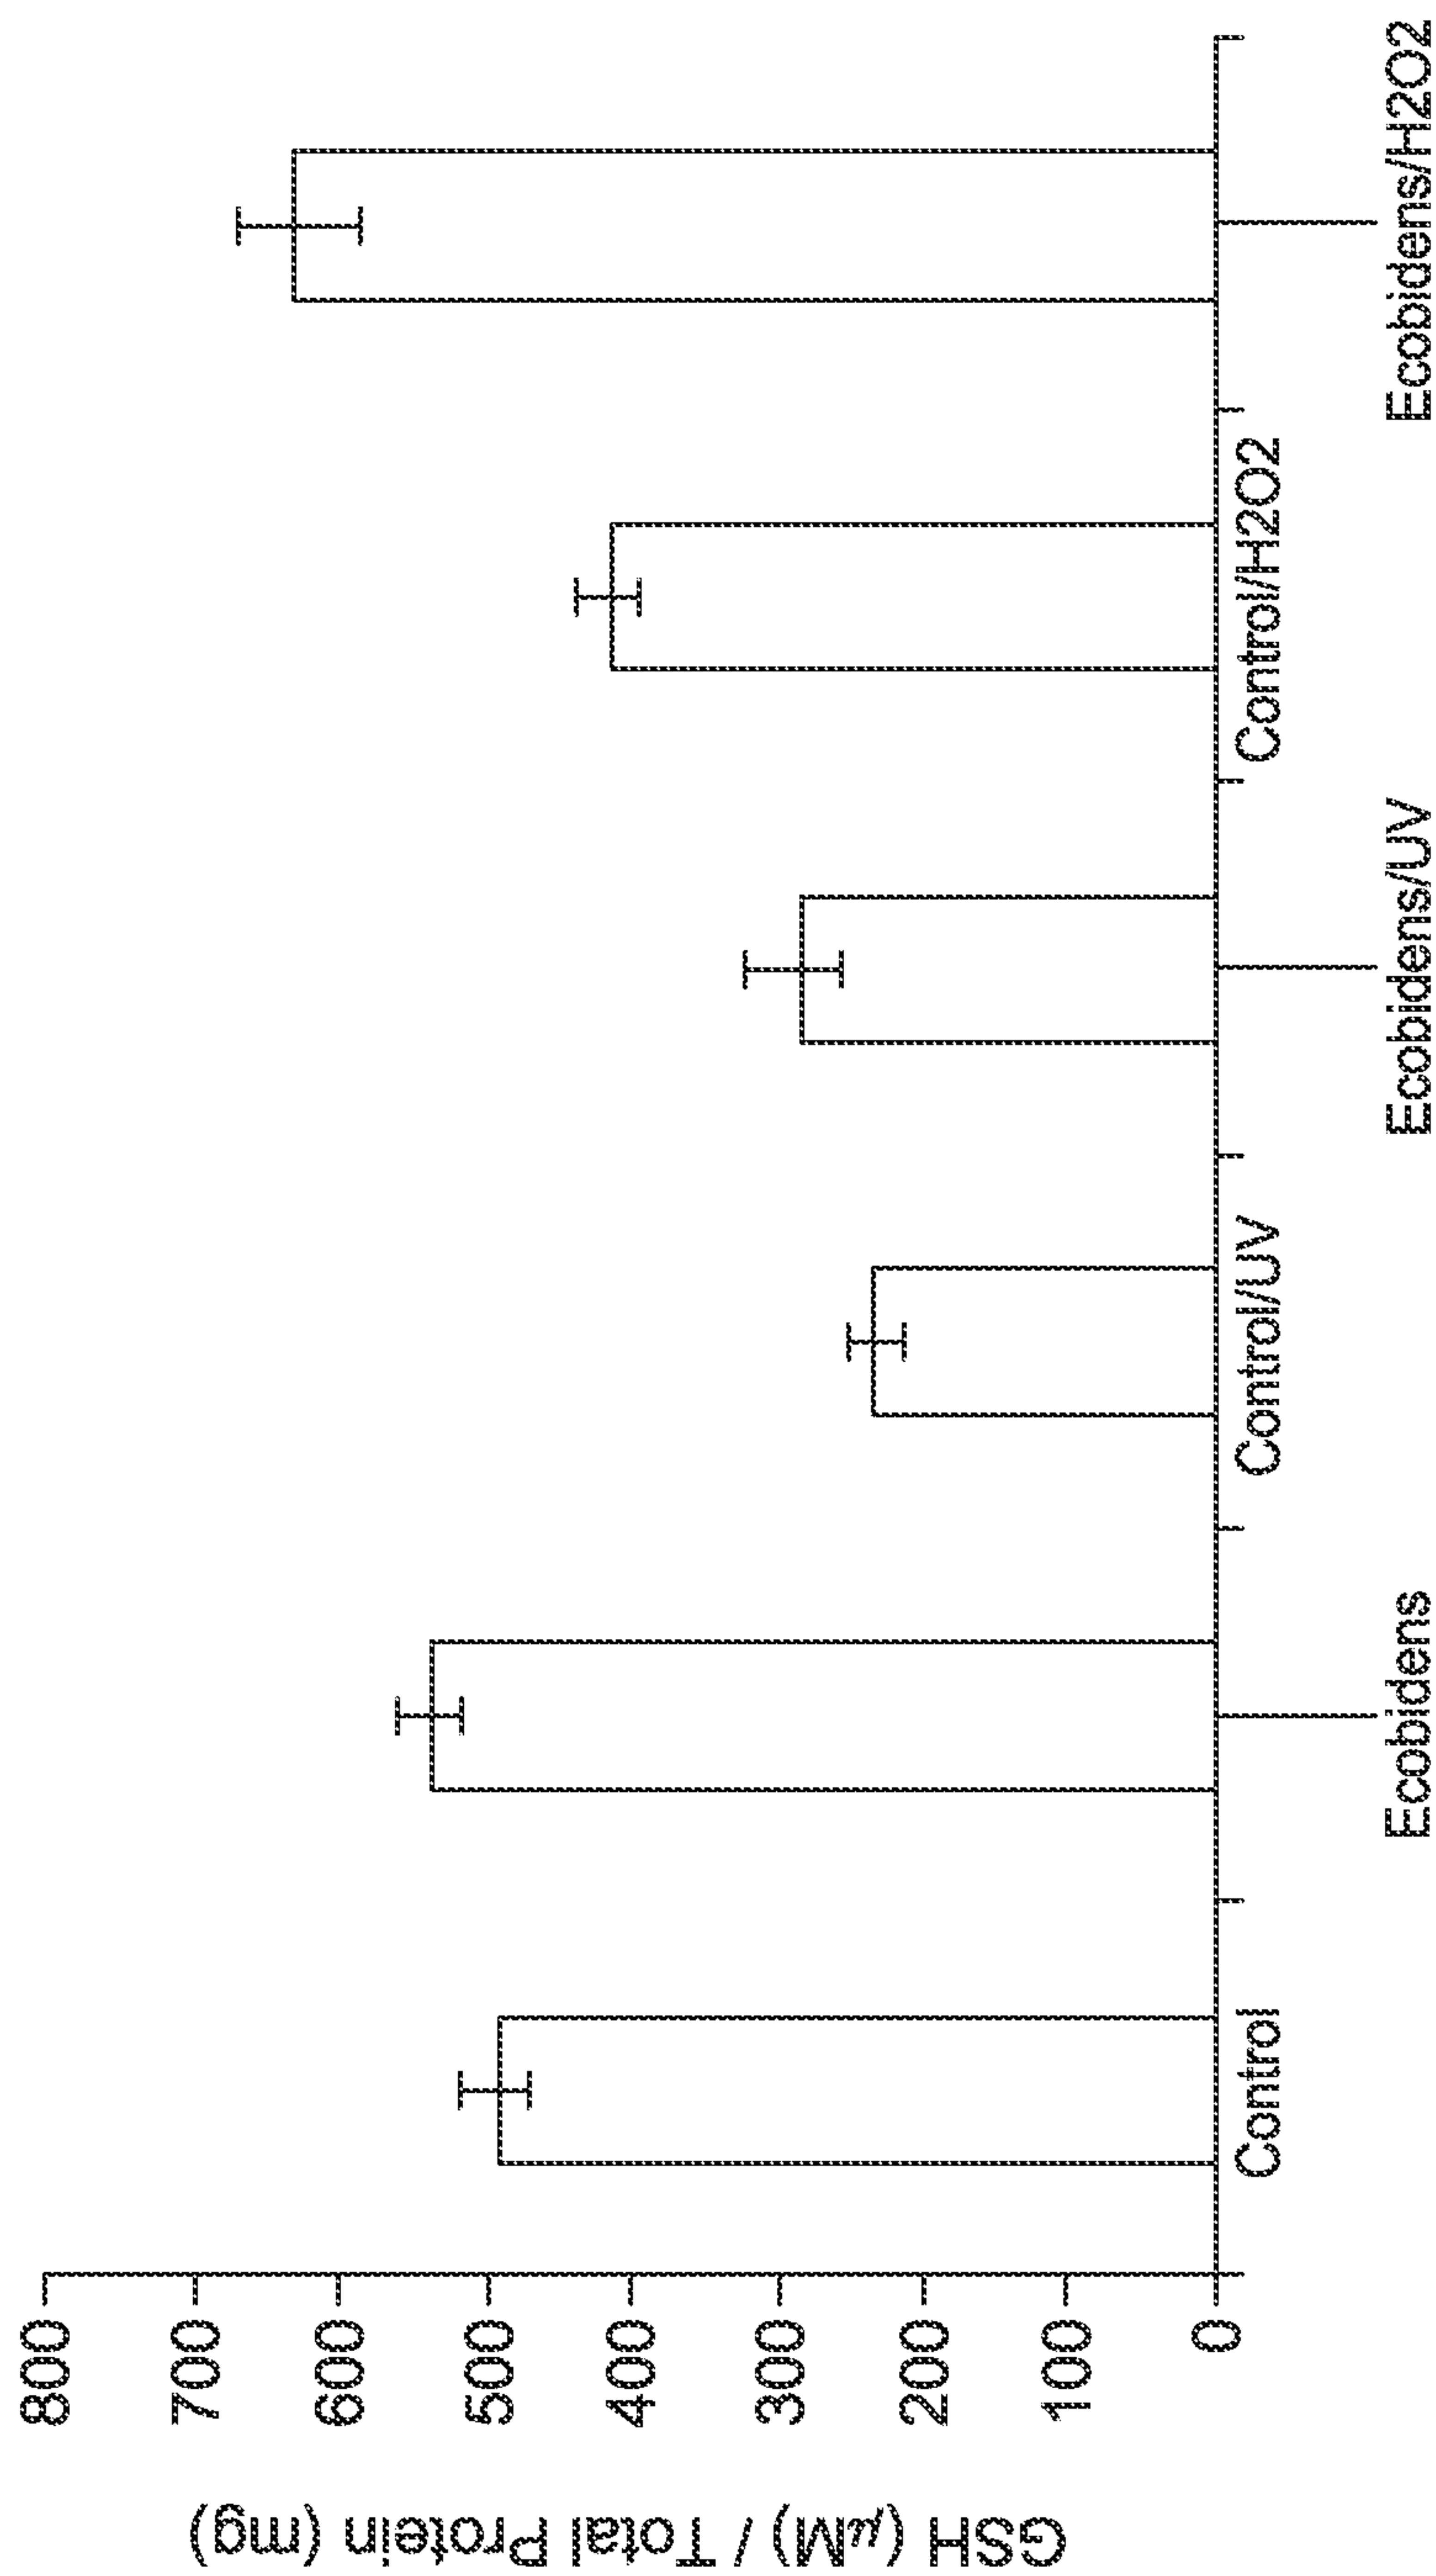 GSH (µM) / Total Protein (mg)
800
700
600
500
400
300
200
100
0
Control
Ecobidens
Control/UV
Ecobidens/UV
Control/H2O2
Ecobidens/H2O2